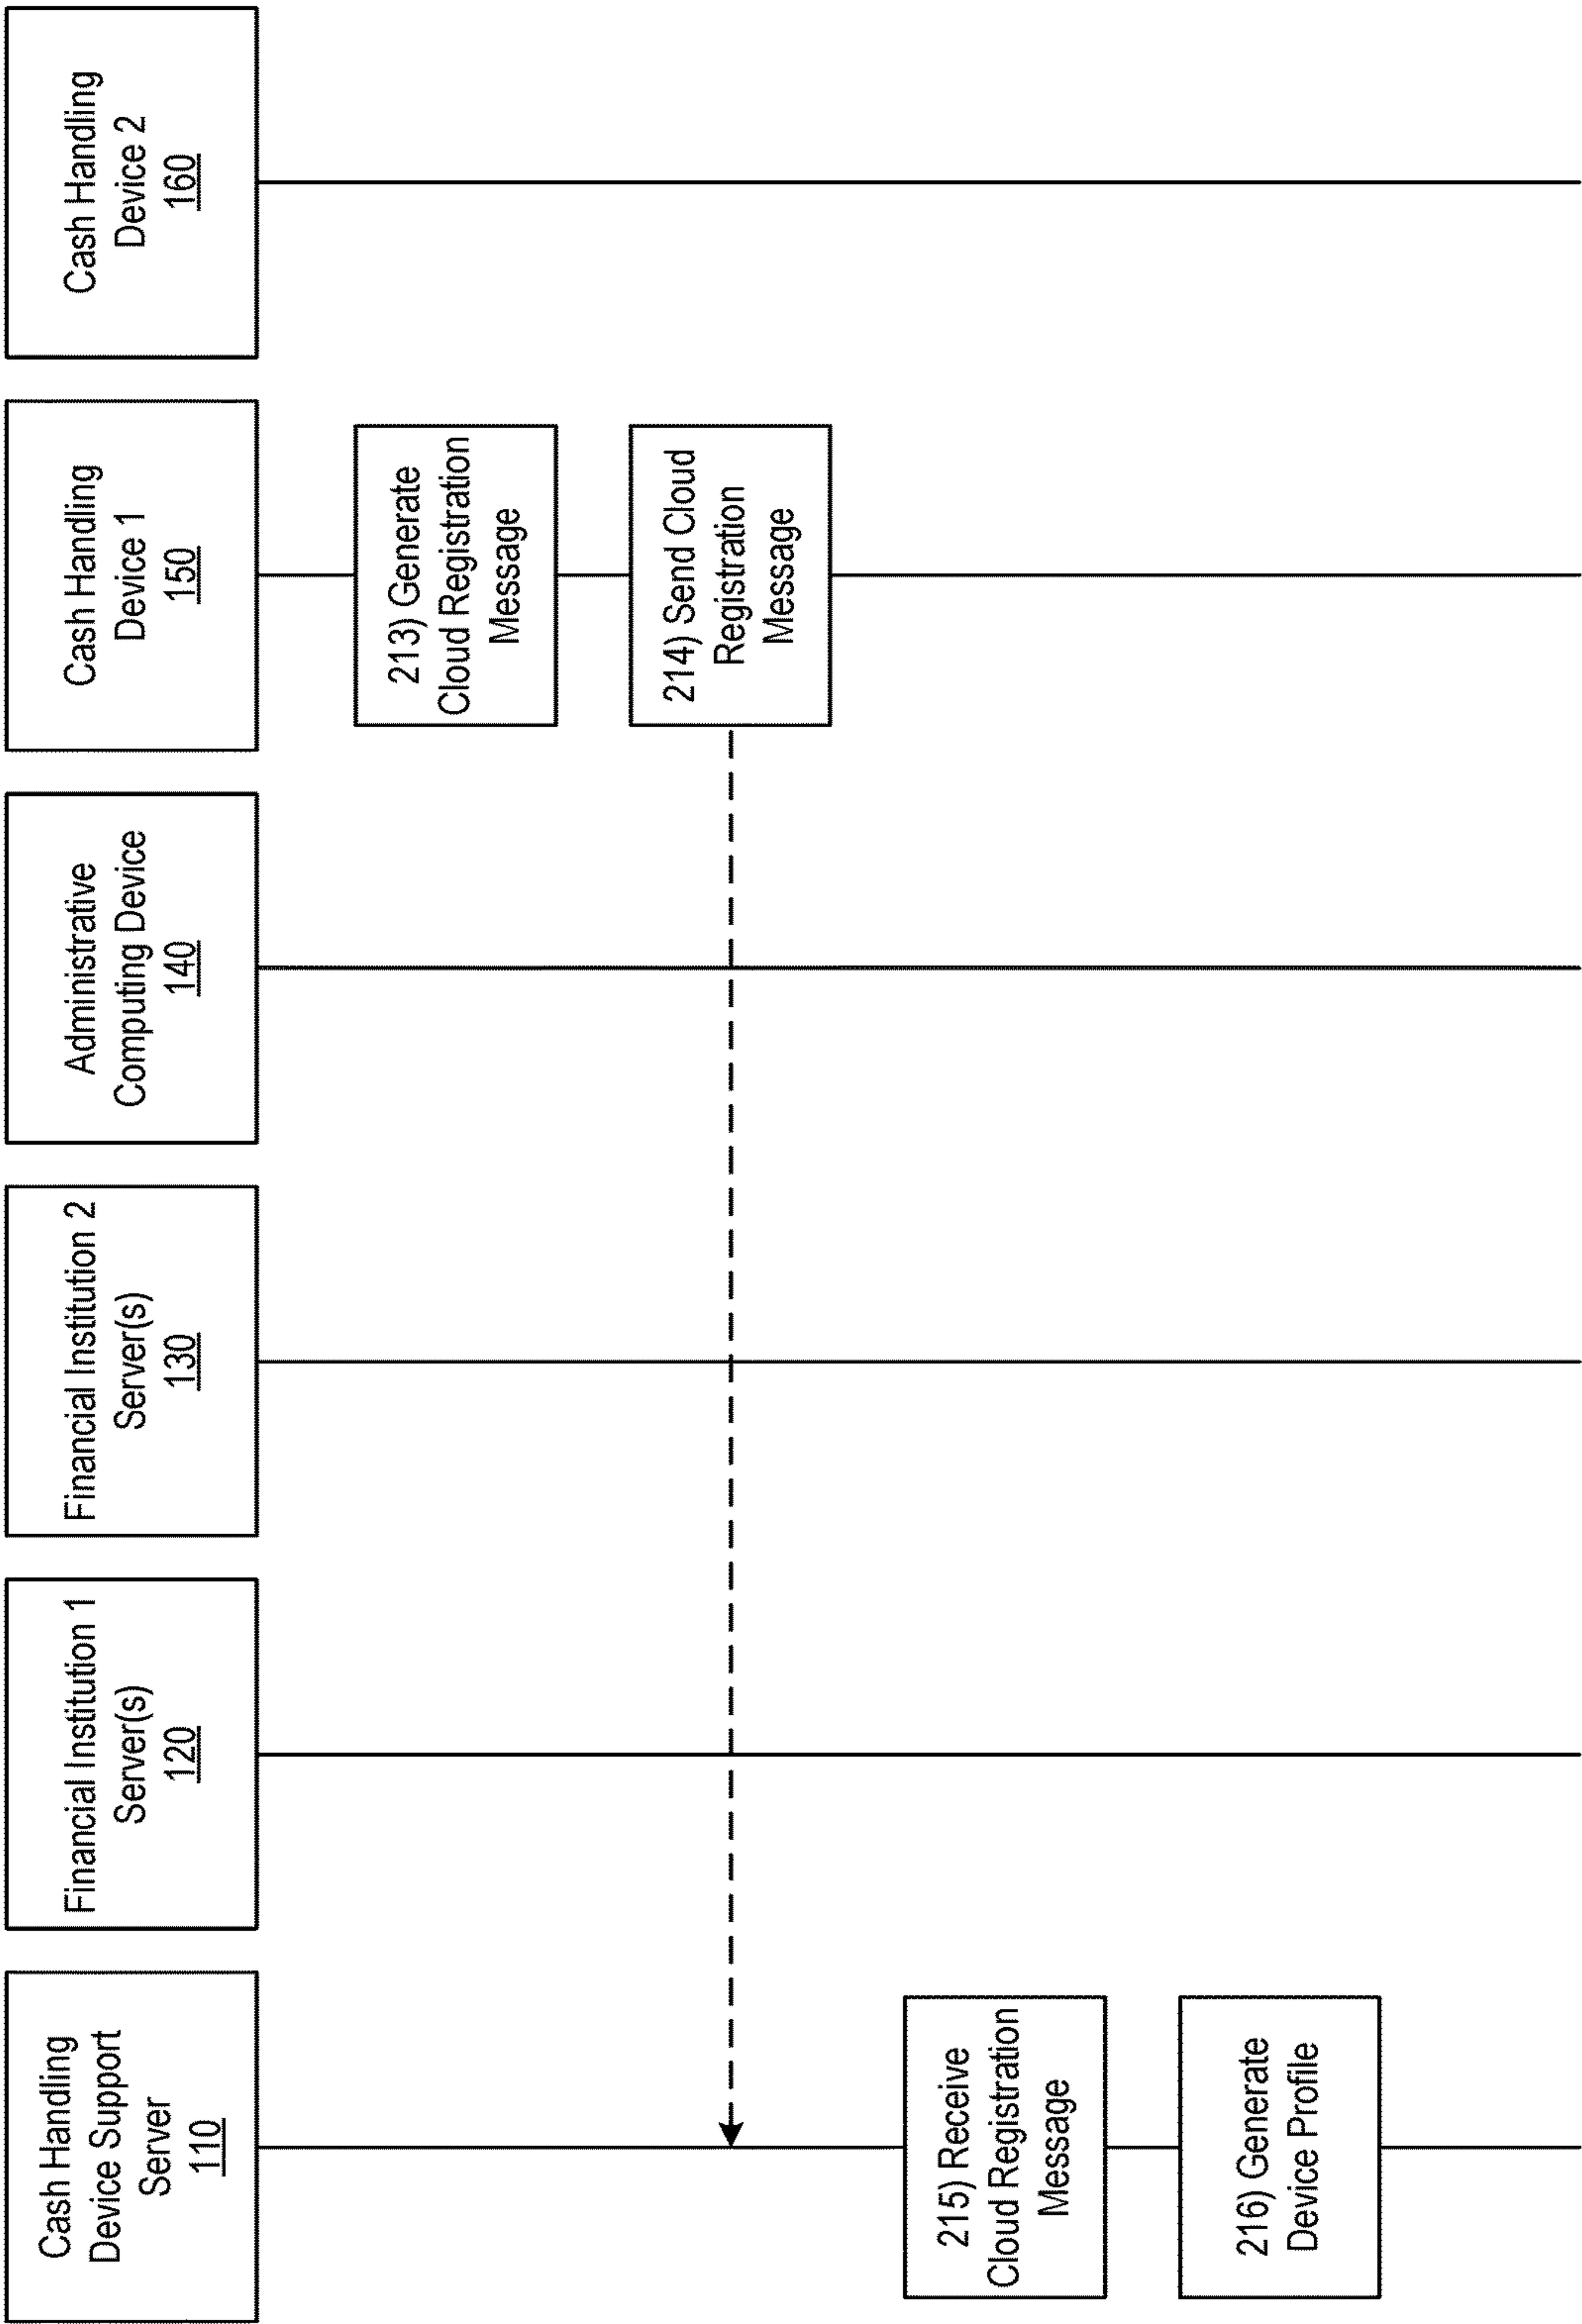 Cash Handling
Device Support
Server
110
Financial Institution 1
Server(s)
120
Financial Institution 2
Server(s)
130
Administrative
Computing Device
140
Cash Handling
Device 1
150
Cash Handling
Device 2
160
213) Generate
Cloud Registration
Message
214) Send Cloud
Registration
Message
215) Receive
Cloud Registration
Message
216) Generate
Device Profile